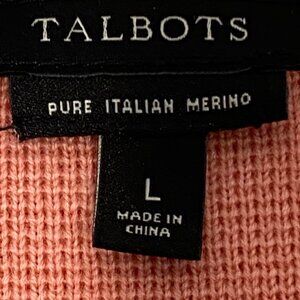 TALBOTS
PURE ITALIAN MERINO
L
MADE IN
CHINA